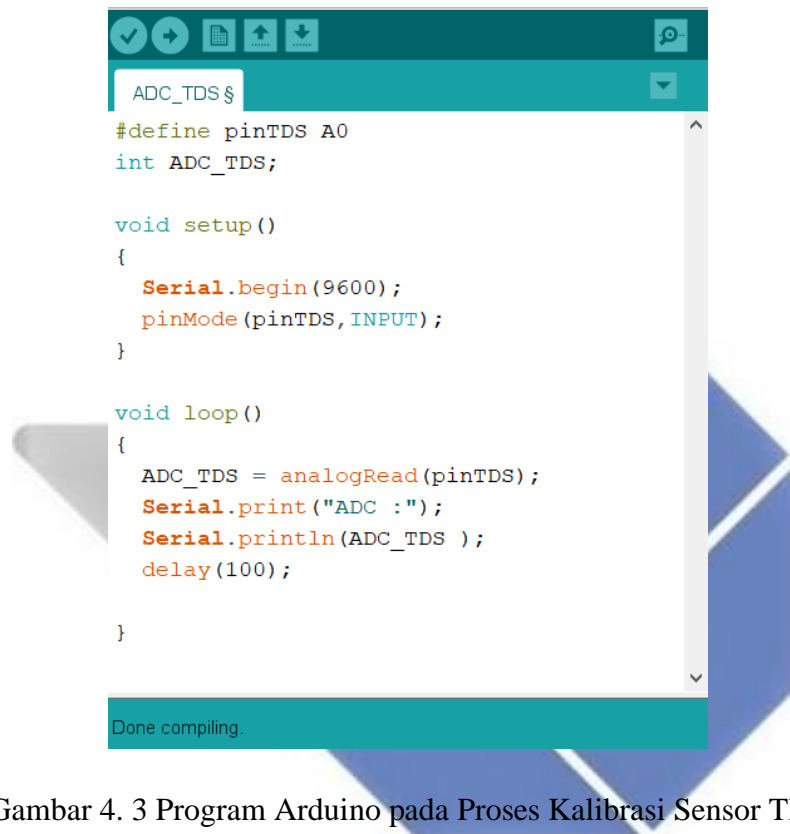 ADC_TDS §
#define pinTDS A0
int ADC_TDS;
void setup()
{
Serial.begin(9600);
pinMode(pinTDS,INPUT);
}
void loop()
{
ADC_TDS = analogRead(pinTDS);
Serial.print("ADC :");
Serial.println(ADC_TDS );
delay(100);
}
Done compiling.
Gambar 4. 3 Program Arduino pada Proses Kalibrasi Sensor